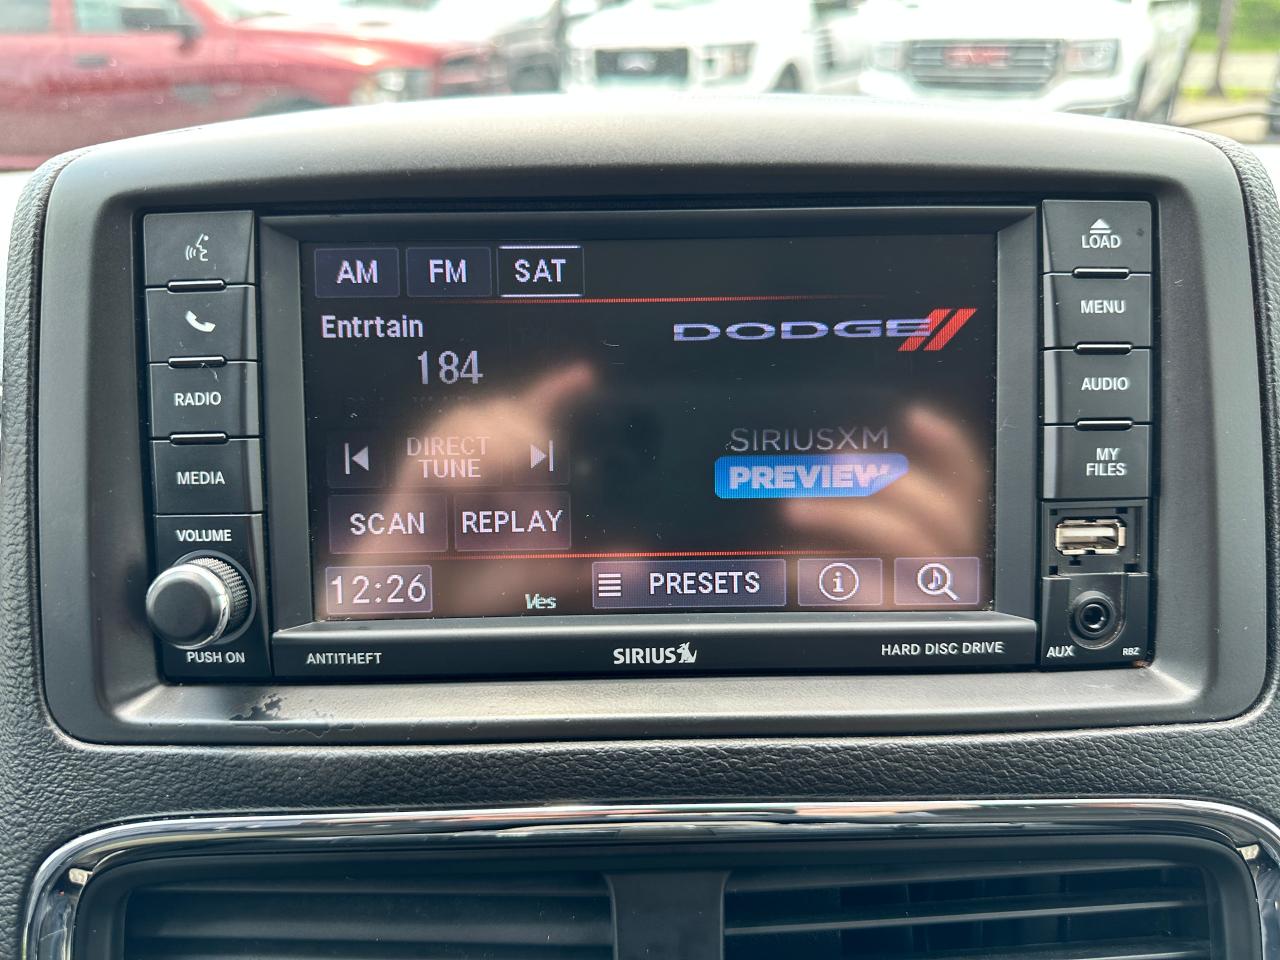 AM FM SAT
LOAD
MENU
Entrtain
DODGE
184
RADIO
AUDIO
SIRIUSXM
DIRECT
TUNE
PREVIEW
MY
FILES
MEDIA
VOLUME
SCAN REPLAY
12:26
Ves
PRESETS
i
PUSH ON
ANTITHEFT
SIRIUS
HARD DISC DRIVE
AUX
RBZ